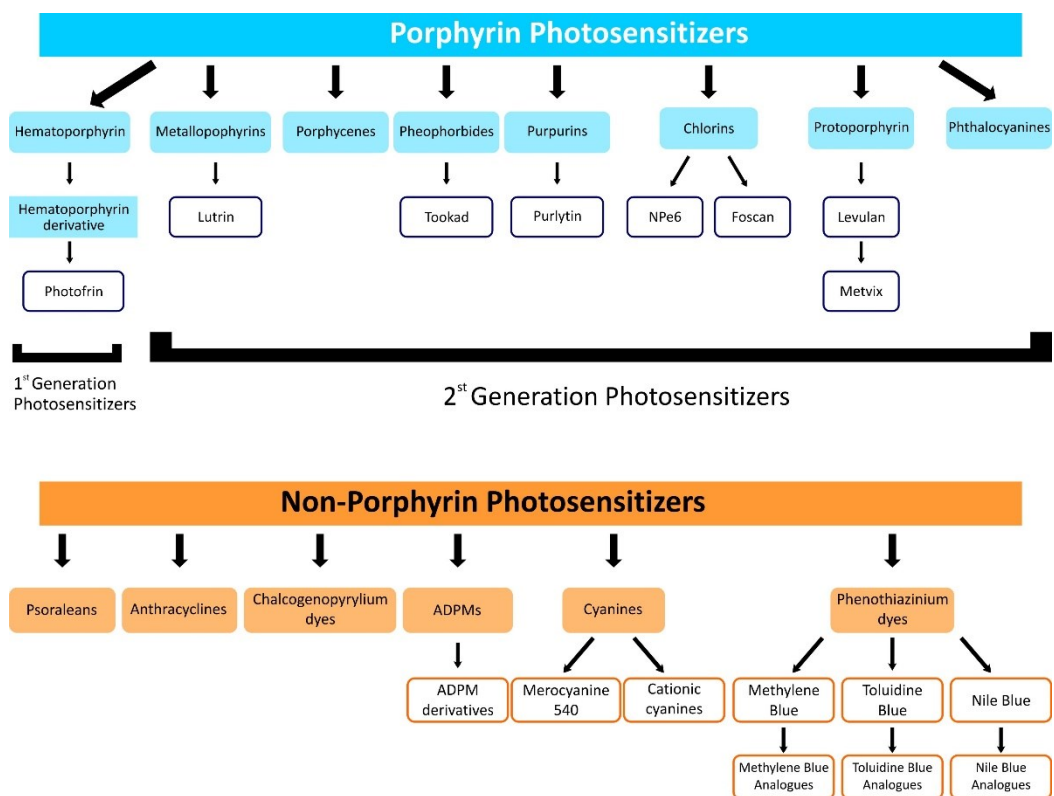 Porphyrin Photosensitizers
Hematoporphyrin
Metallopophyrins
Porphycenes
Pheophorbides
Purpurins
Chlorins
Protoporphyrin
Phthalocyanines
Hematoporphyrin
derivative
Lutrin
Tookad
Purlytin
NPe6
Foscan
Levulan
Photofrin
Metvix
1st Generation
Photosensitizers
2st Generation Photosensitizers
Non-Porphyrin Photosensitizers
Psoraleans
Anthracyclines
Chalcogenopyrylium
dyes
ADPMs
Cyanines
Phenothiazinium
dyes
ADPM
derivatives
Merocyanine
540
Cationic
cyanines
Methylene
Blue
Toluidine
Blue
Nile Blue
Methylene Blue
Analogues
Toluidine Blue
Analogues
Nile Blue
Analogues